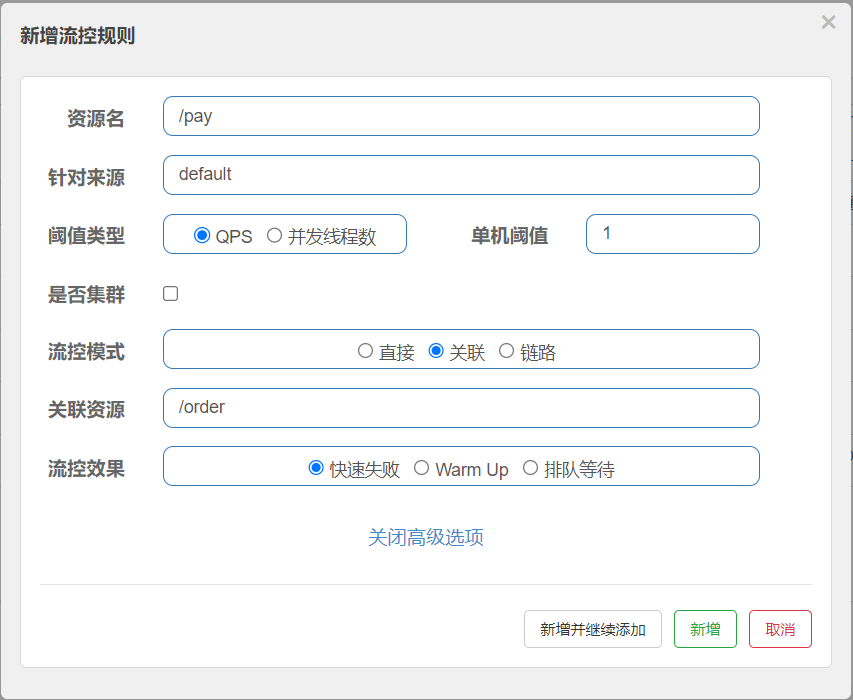 新增流控规则
资源名 /pay
针对来源 default
阈值类型 QPS 并发线程数 单机阈值 1
是否集群
流控模式 直接 关联 链路
关联资源 /order
流控效果 快速失败 Warm Up 排队等待
关闭高级选项
新增并继续添加 新增 取消